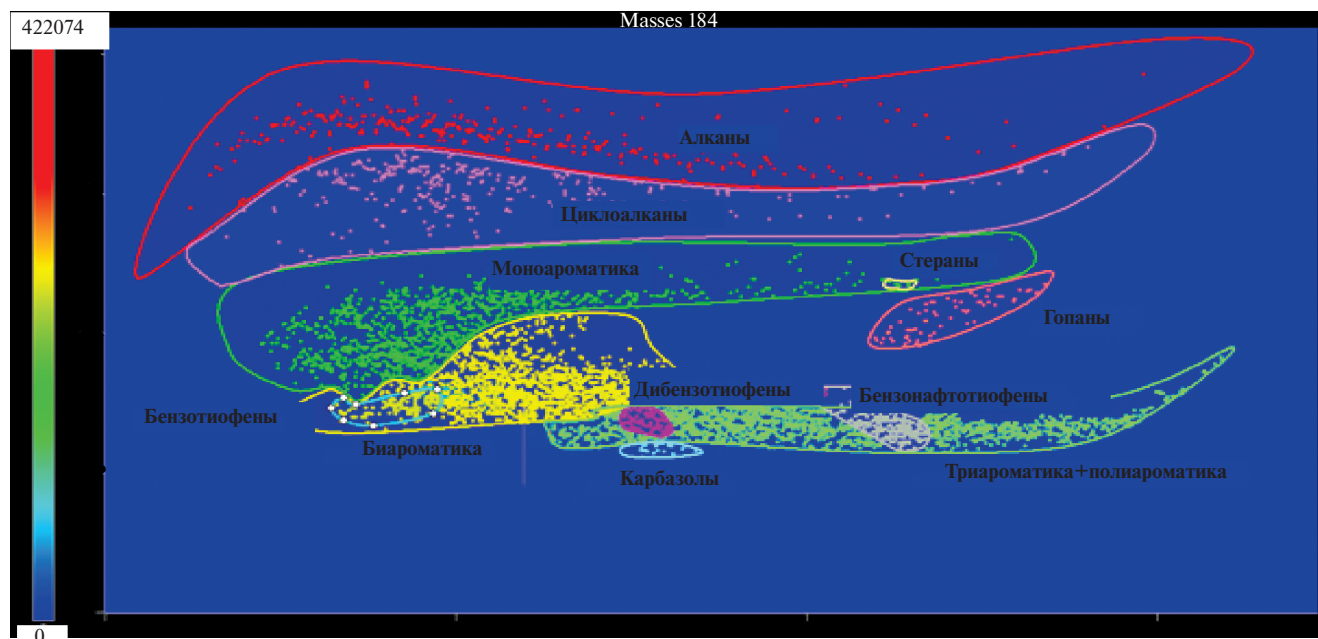 Masses 184
422074
Алканы
Циклоалканы
Моноароматика
Стераны
Гопаны
Дибензотиофены
Бензонафтотиофены
Бензотиофены
Биароматика
Карбазолы
Триароматика+полиароматика
0